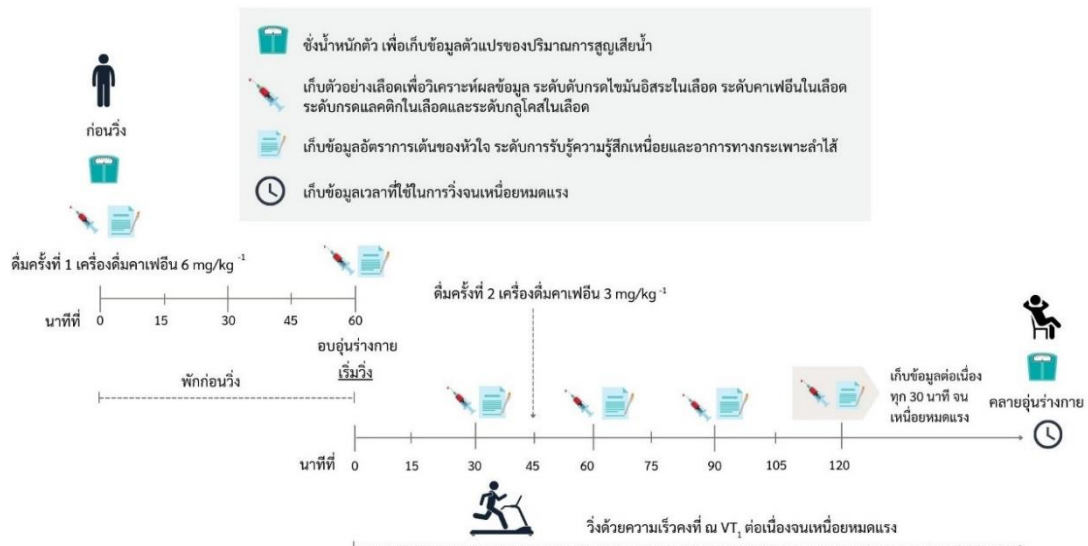 ชั่งน้ำหนักตัว เพื่อเก็บข้อมูลตัวแปรของปริมาณการสูญเสียน้ำ
เก็บตัวอย่างเลือดเพื่อวิเคราะห์ผลข้อมูล ระดับดับกรดไขมันอิสระในเลือด ระดับคาเฟอีนในเลือด
ระดับกรดแลคติกในเลือดและระดับกลูโคสในเลือด
เก็บข้อมูลอัตราการเต้นของหัวใจ ระดับการรับรู้ความรู้สึกเหนื่อยและอาการทางกระเพาะลำไส้
เก็บข้อมูลเวลาที่ใช้ในการวิ่งจนเหนื่อยหมดแรง
ก่อนวิ่ง
ดื่มครั้งที่ 1 เครื่องดื่มคาเฟอีน 6 mg/kg ⁻¹
นาทีที่ 0 15 30 45 60
อบอุ่นร่างกาย
เริ่มวิ่ง
พักก่อนวิ่ง
ดื่มครั้งที่ 2 เครื่องดื่มคาเฟอีน 3 mg/kg ⁻¹
เก็บข้อมูลต่อเนื่อง
ทุก 30 นาที จน
เหนื่อยหมดแรง
คลายอุ่นร่างกาย
นาทีที่ 0 15 30 45 60 75 90 105 120
วิ่งด้วยความเร็วคงที่ ณ VT₁ ต่อเนื่องจนเหนื่อยหมดแรง